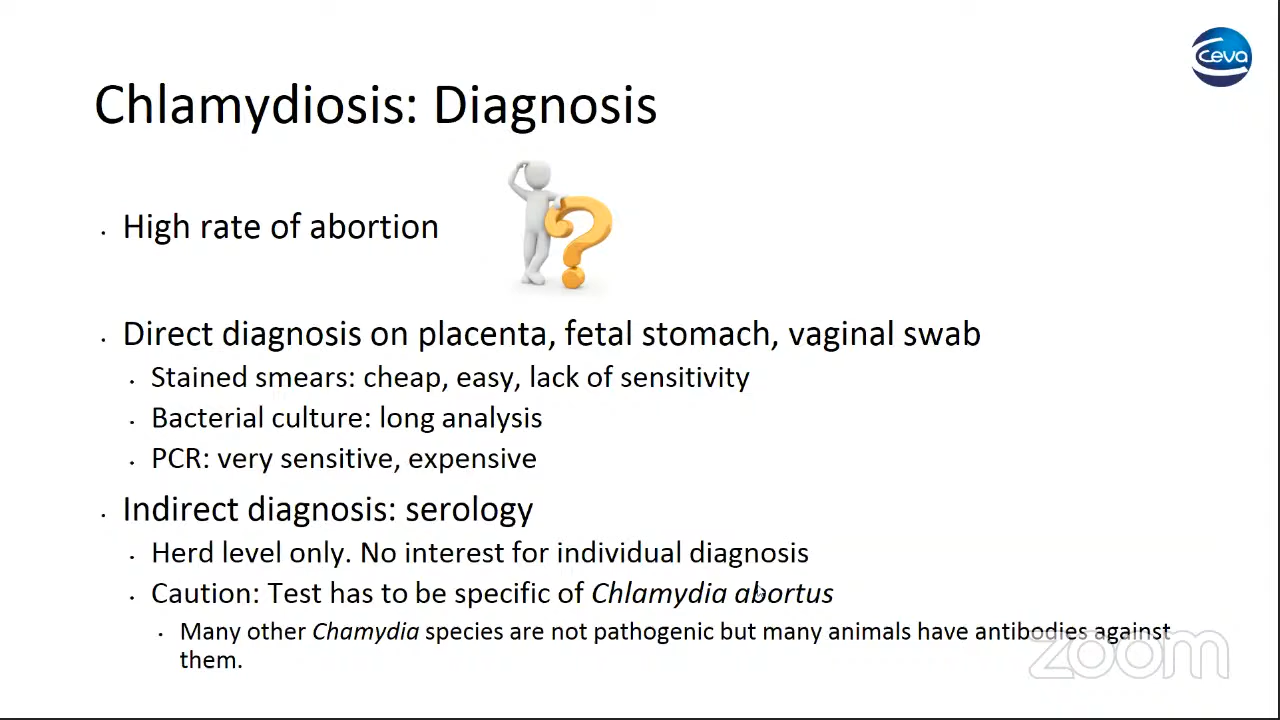 Ceva
Chlamydiosis: Diagnosis
• High rate of abortion
• Direct diagnosis on placenta, fetal stomach, vaginal swab
• Stained smears: cheap, easy, lack of sensitivity
• Bacterial culture: long analysis
• PCR: very sensitive, expensive
• Indirect diagnosis: serology
• Herd level only. No interest for individual diagnosis
• Caution: Test has to be specific of Chlamydia abortus
• Many other Chamydia species are not pathogenic but many animals have antibodies against
them.
zoom